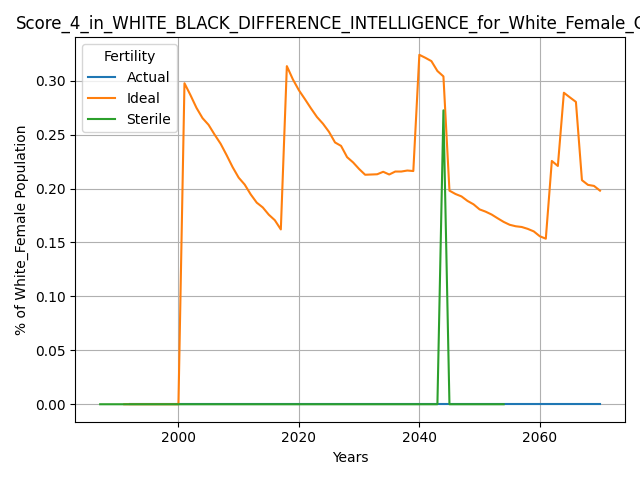 Score_4_in_WHITE_BLACK_DIFFERENCE_INTELLIGENCE_for_White_Female_
Fertility
Actual
Ideal
Sterile
% of White_Female Population
0.30
0.25
0.20
0.15
0.10
0.05
0.00
2000
2020
2040
2060
Years